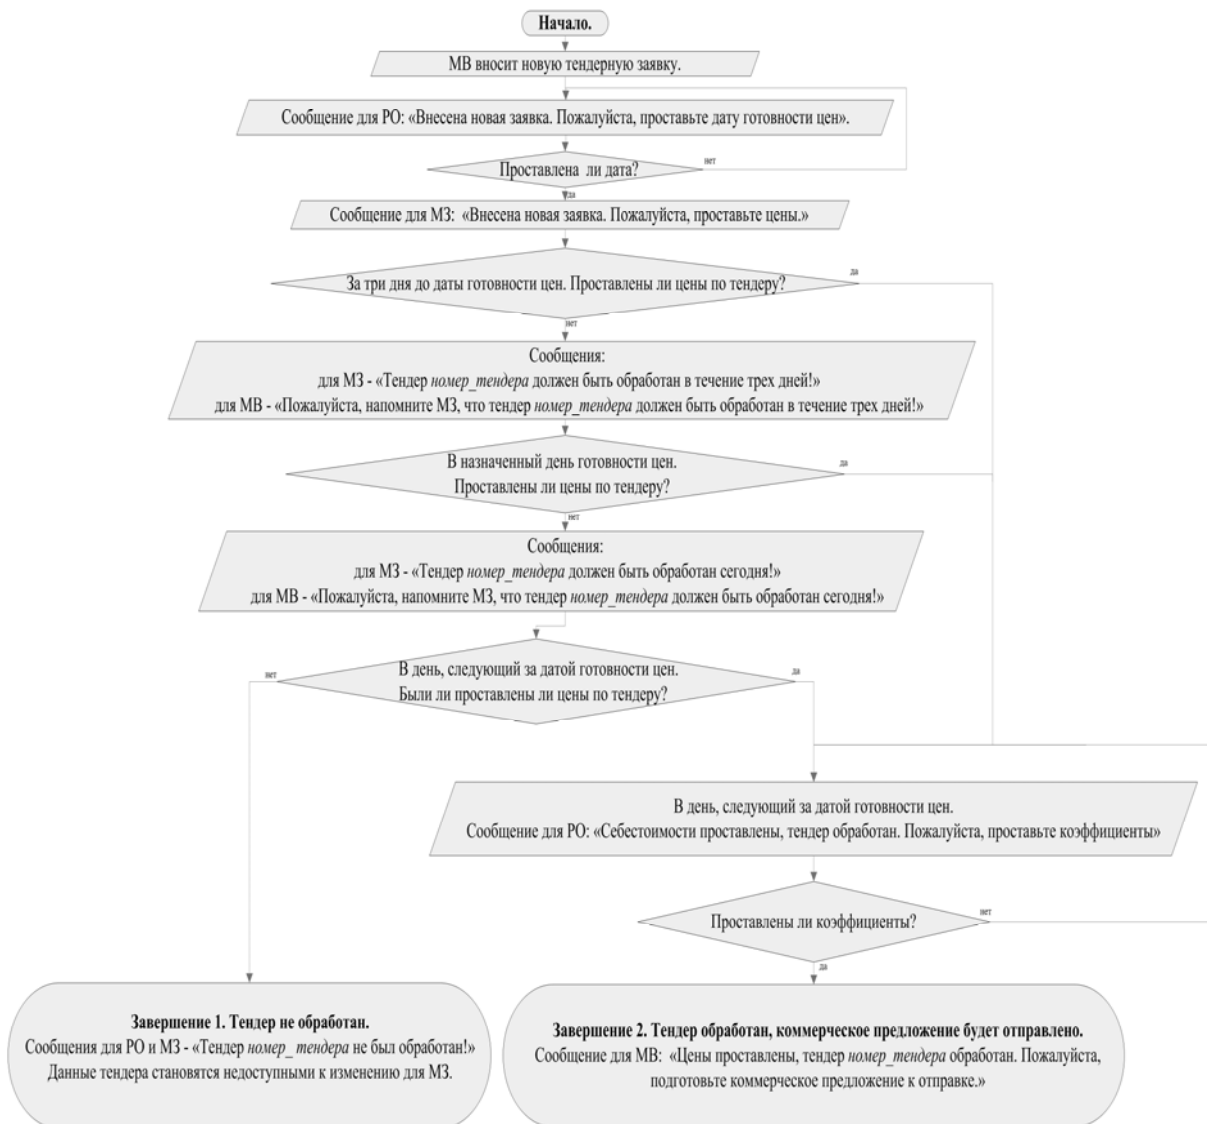 Начало.
МВ вносит новую тендерную заявку.
Сообщение для РО: «Внесена новая заявка. Пожалуйста, проставьте дату готовности цен».
Проставлена ли дата?
нет
да
Сообщение для МЗ: «Внесена новая заявка. Пожалуйста, проставьте цены.»
За три дня до даты готовности цен. Проставлены ли цены по тендеру?
да
нет
Сообщения:
для МЗ - «Тендер номер_тендера должен быть обработан в течение трех дней!»
для МВ - «Пожалуйста, напомните МЗ, что тендер номер_тендера должен быть обработан в течение трех дней!»
В назначенный день готовности цен.
Проставлены ли цены по тендеру?
да
нет
Сообщения:
для МЗ - «Тендер номер_тендера должен быть обработан сегодня!»
для МВ - «Пожалуйста, напомните МЗ, что тендер номер_тендера должен быть обработан сегодня!»
В день, следующий за датой готовности цен.
Были ли проставлены ли цены по тендеру?
нет
да
В день, следующий за датой готовности цен.
Сообщение для РО: «Себестоимости проставлены, тендер обработан. Пожалуйста, проставьте коэффициенты»
Проставлены ли коэффициенты?
нет
да
Завершение 1. Тендер не обработан.
Сообщения для РО и МЗ - «Тендер номер_ тендера не был обработан!»
Данные тендера становятся недоступными к изменению для МЗ.
Завершение 2. Тендер обработан, коммерческое предложение будет отправлено.
Сообщение для МВ: «Цены проставлены, тендер номер_тендера обработан. Пожалуйста,
подготовьте коммерческое предложение к отправке.»